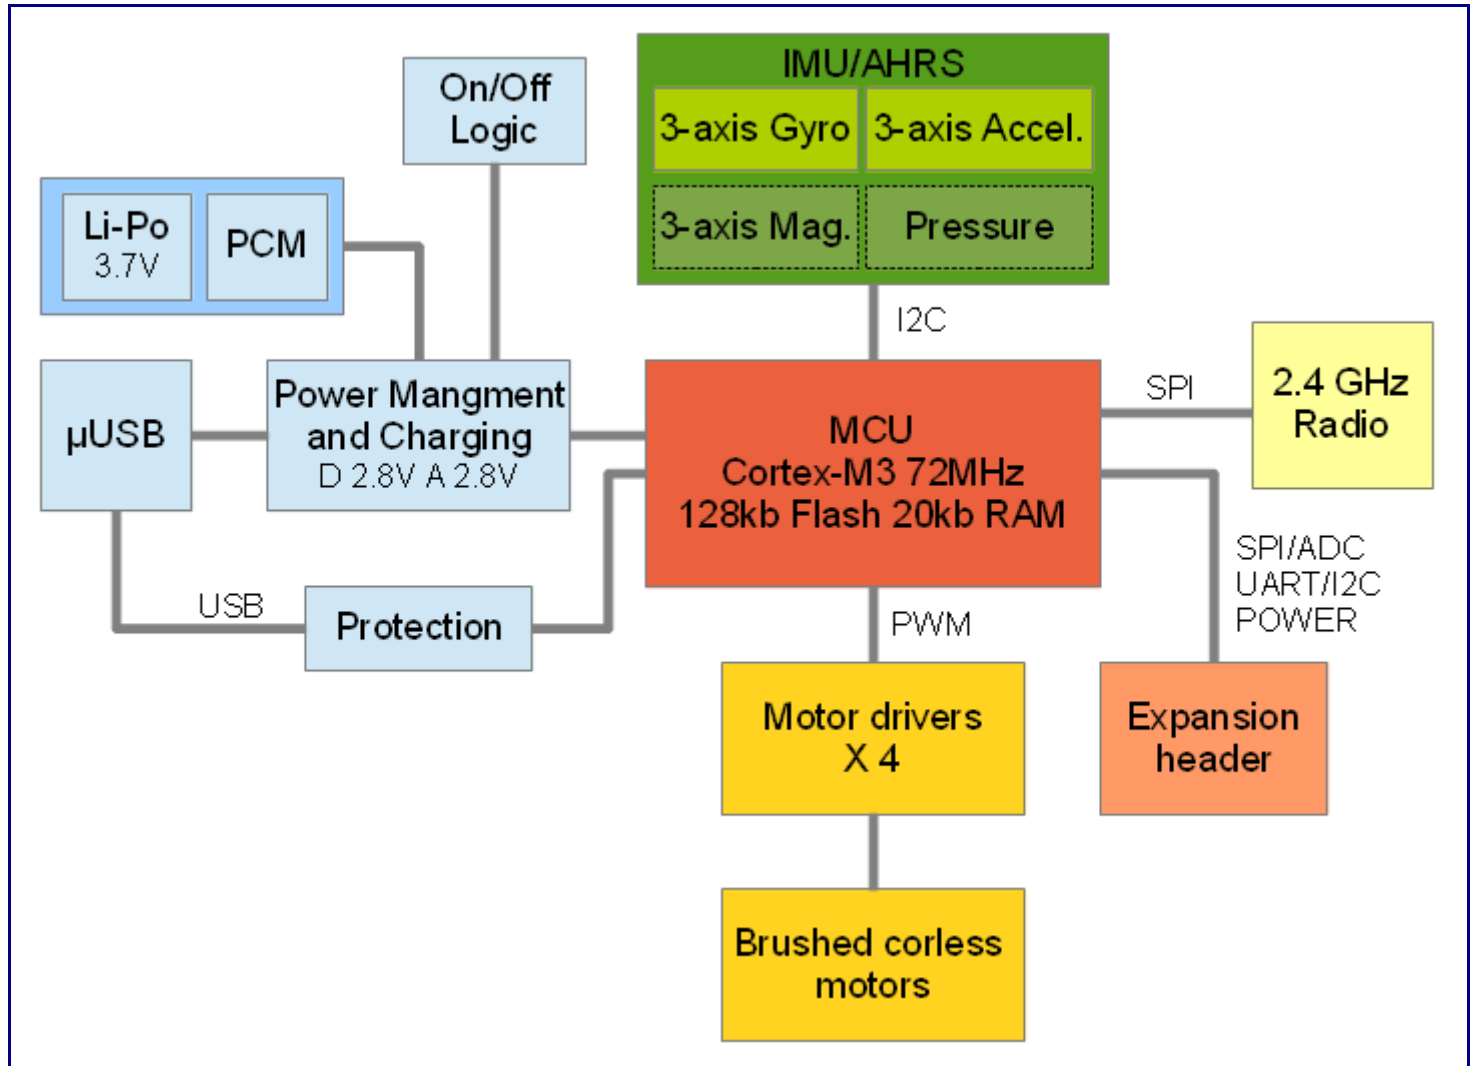 IMU/AHRS
3-axis Gyro
3-axis Accel.
3-axis Mag.
Pressure
On/Off
Logic
Li-Po
3.7V
PCM
I2C
µUSB
Power Mangment
and Charging
D 2.8V A 2.8V
MCU
Cortex-M3 72MHz
128kb Flash 20kb RAM
SPI
2.4 GHz
Radio
SPI/ADC
UART/I2C
POWER
USB
Protection
PWM
Motor drivers
X 4
Expansion
header
Brushed corless
motors